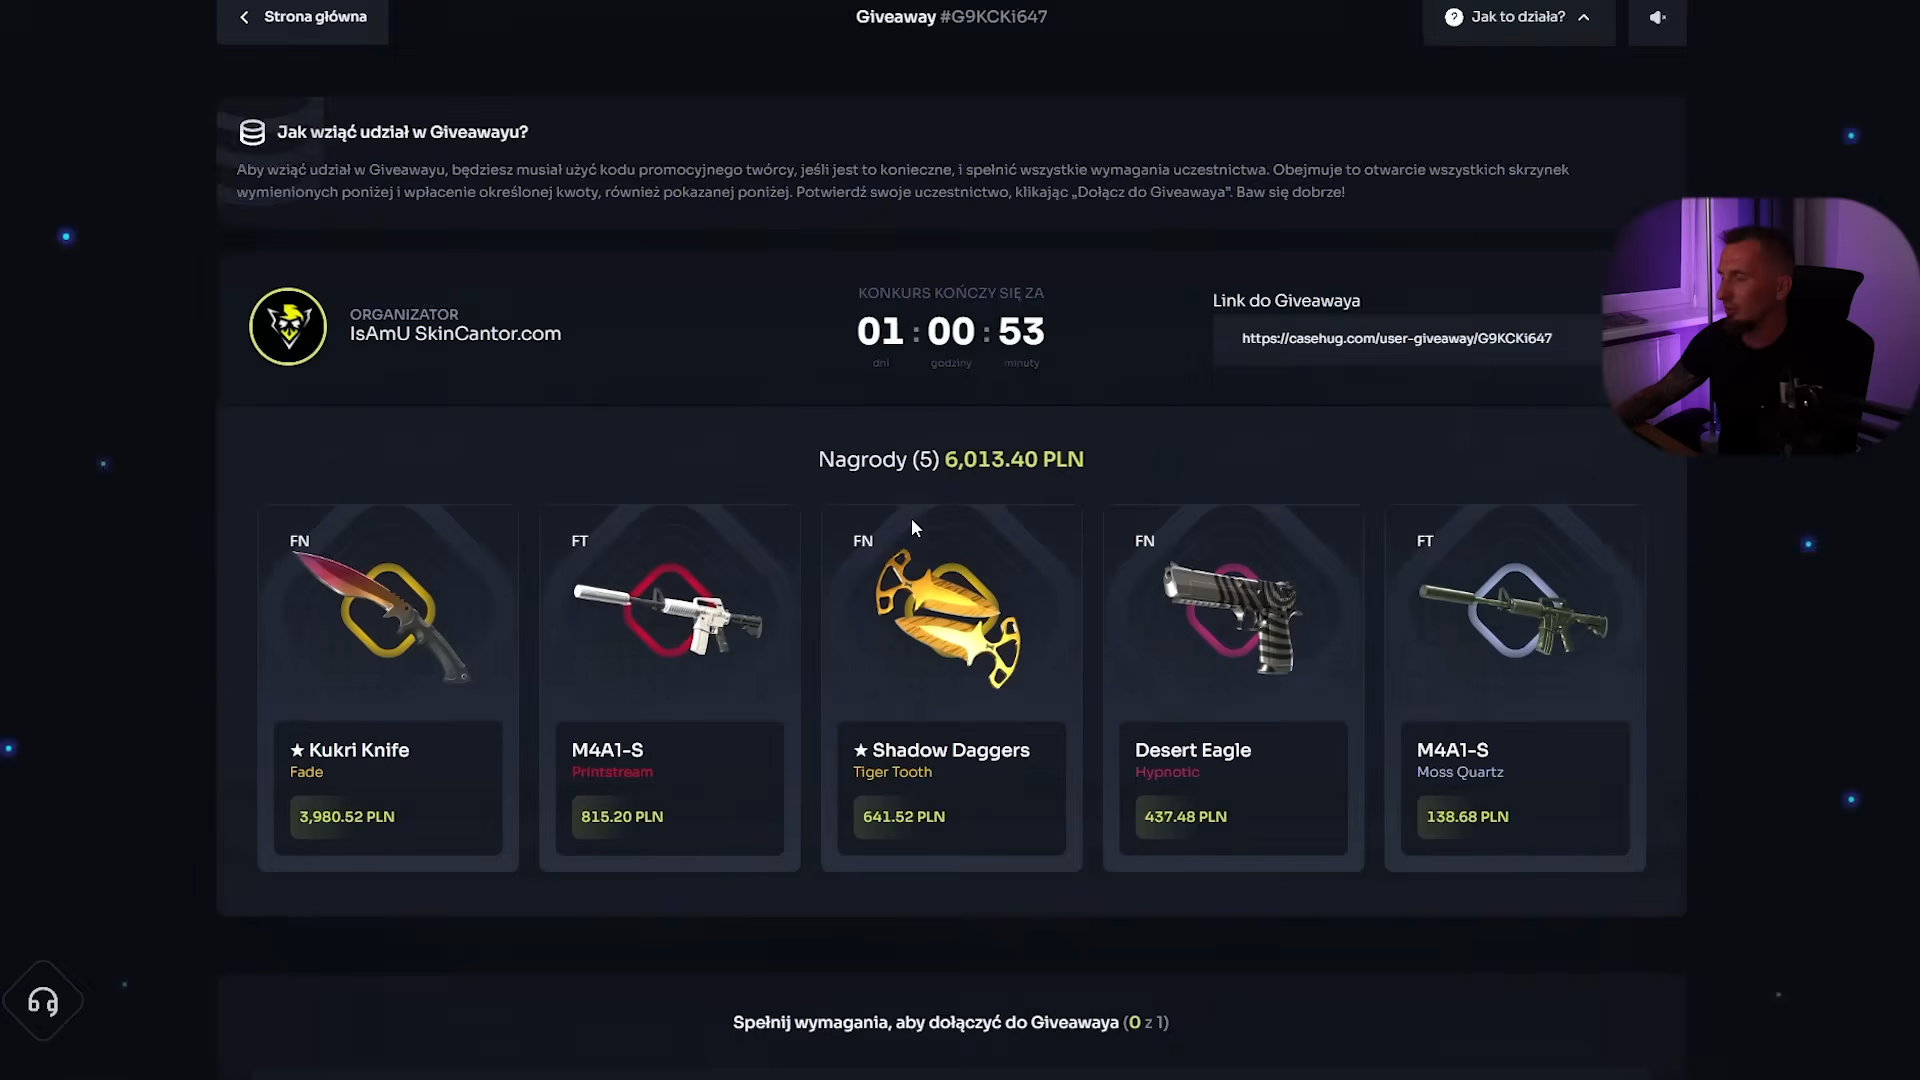 Strona główna
Giveaway #G9KCKi647
Jak to działa?
Jak wziąć udział w Giveawayu?
Aby wziąć udział w Giveawayu, będziesz musiał użyć kodu promocyjnego twórcy, jeśli jest to konieczne, i spełnić wszystkie wymagania uczestnictwa. Obejmuje to otwarcie wszystkich skrzynek
wymienionych poniżej i wpłacenie określonej kwoty, również pokazanej poniżej. Potwierdź swoje uczestnictwo, klikając „Dołącz do Giveawaya”. Baw się dobrze!
ORGANIZATOR
IsAmU SkinCantor.com
KONKURS KOŃCZY SIĘ ZA
01 : 00 : 53
dni godziny minuty
Link do Giveawaya
https://casehug.com/user-giveaway/G9KCKi647
Nagrody (5) 6,013.40 PLN
FN
★ Kukri Knife
Fade
3,980.52 PLN
FT
M4A1-S
Printstream
815.20 PLN
FN
★ Shadow Daggers
Tiger Tooth
641.52 PLN
FN
Desert Eagle
Hypnotic
437.48 PLN
FT
M4A1-S
Moss Quartz
138.68 PLN
Spełnij wymagania, aby dołączyć do Giveawaya (0 z 1)